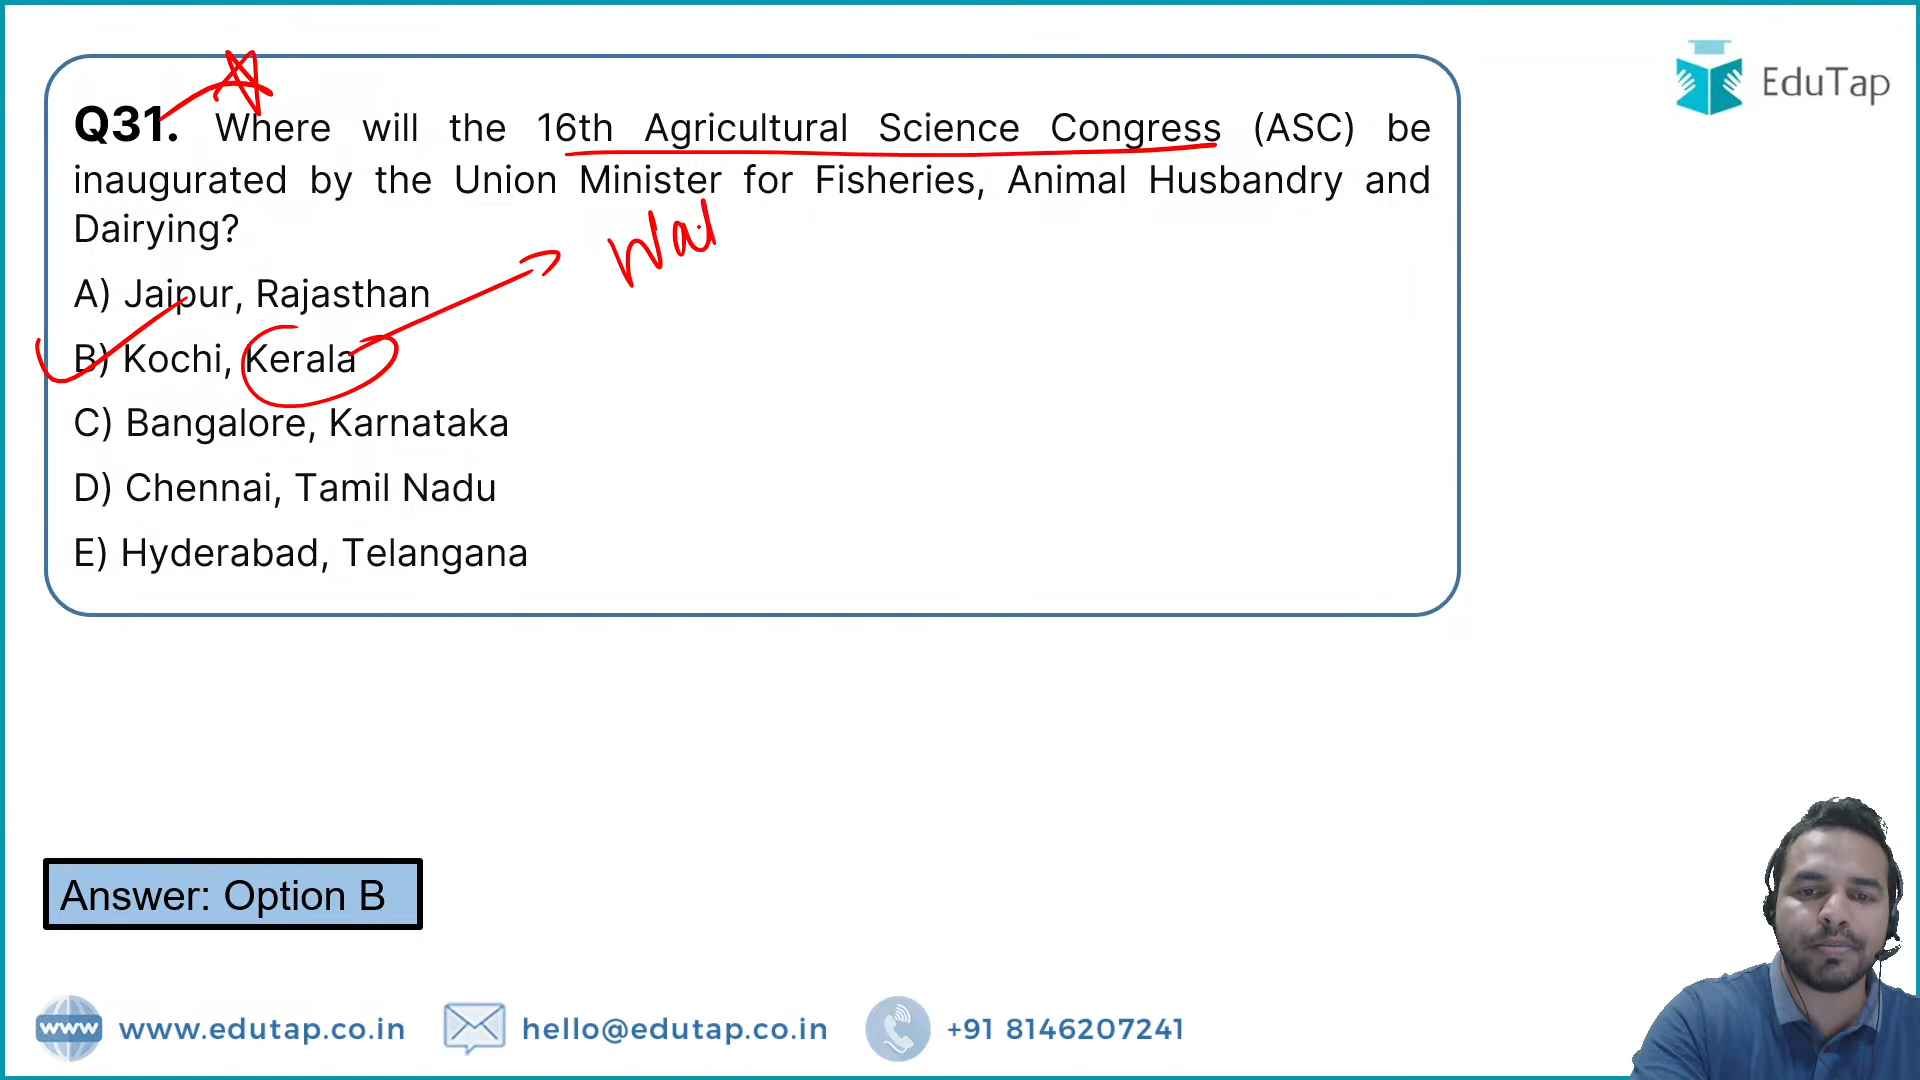 EduTap
Q31. Where will the 16th Agricultural Science Congress (ASC) be
inaugurated by the Union Minister for Fisheries, Animal Husbandry and
Dairying?
A) Jaipur, Rajasthan
B) Kochi, Kerala
C) Bangalore, Karnataka
D) Chennai, Tamil Nadu
E) Hyderabad, Telangana
Answer: Option B
www www.edutap.co.in hello@edutap.co.in +91 8146207241